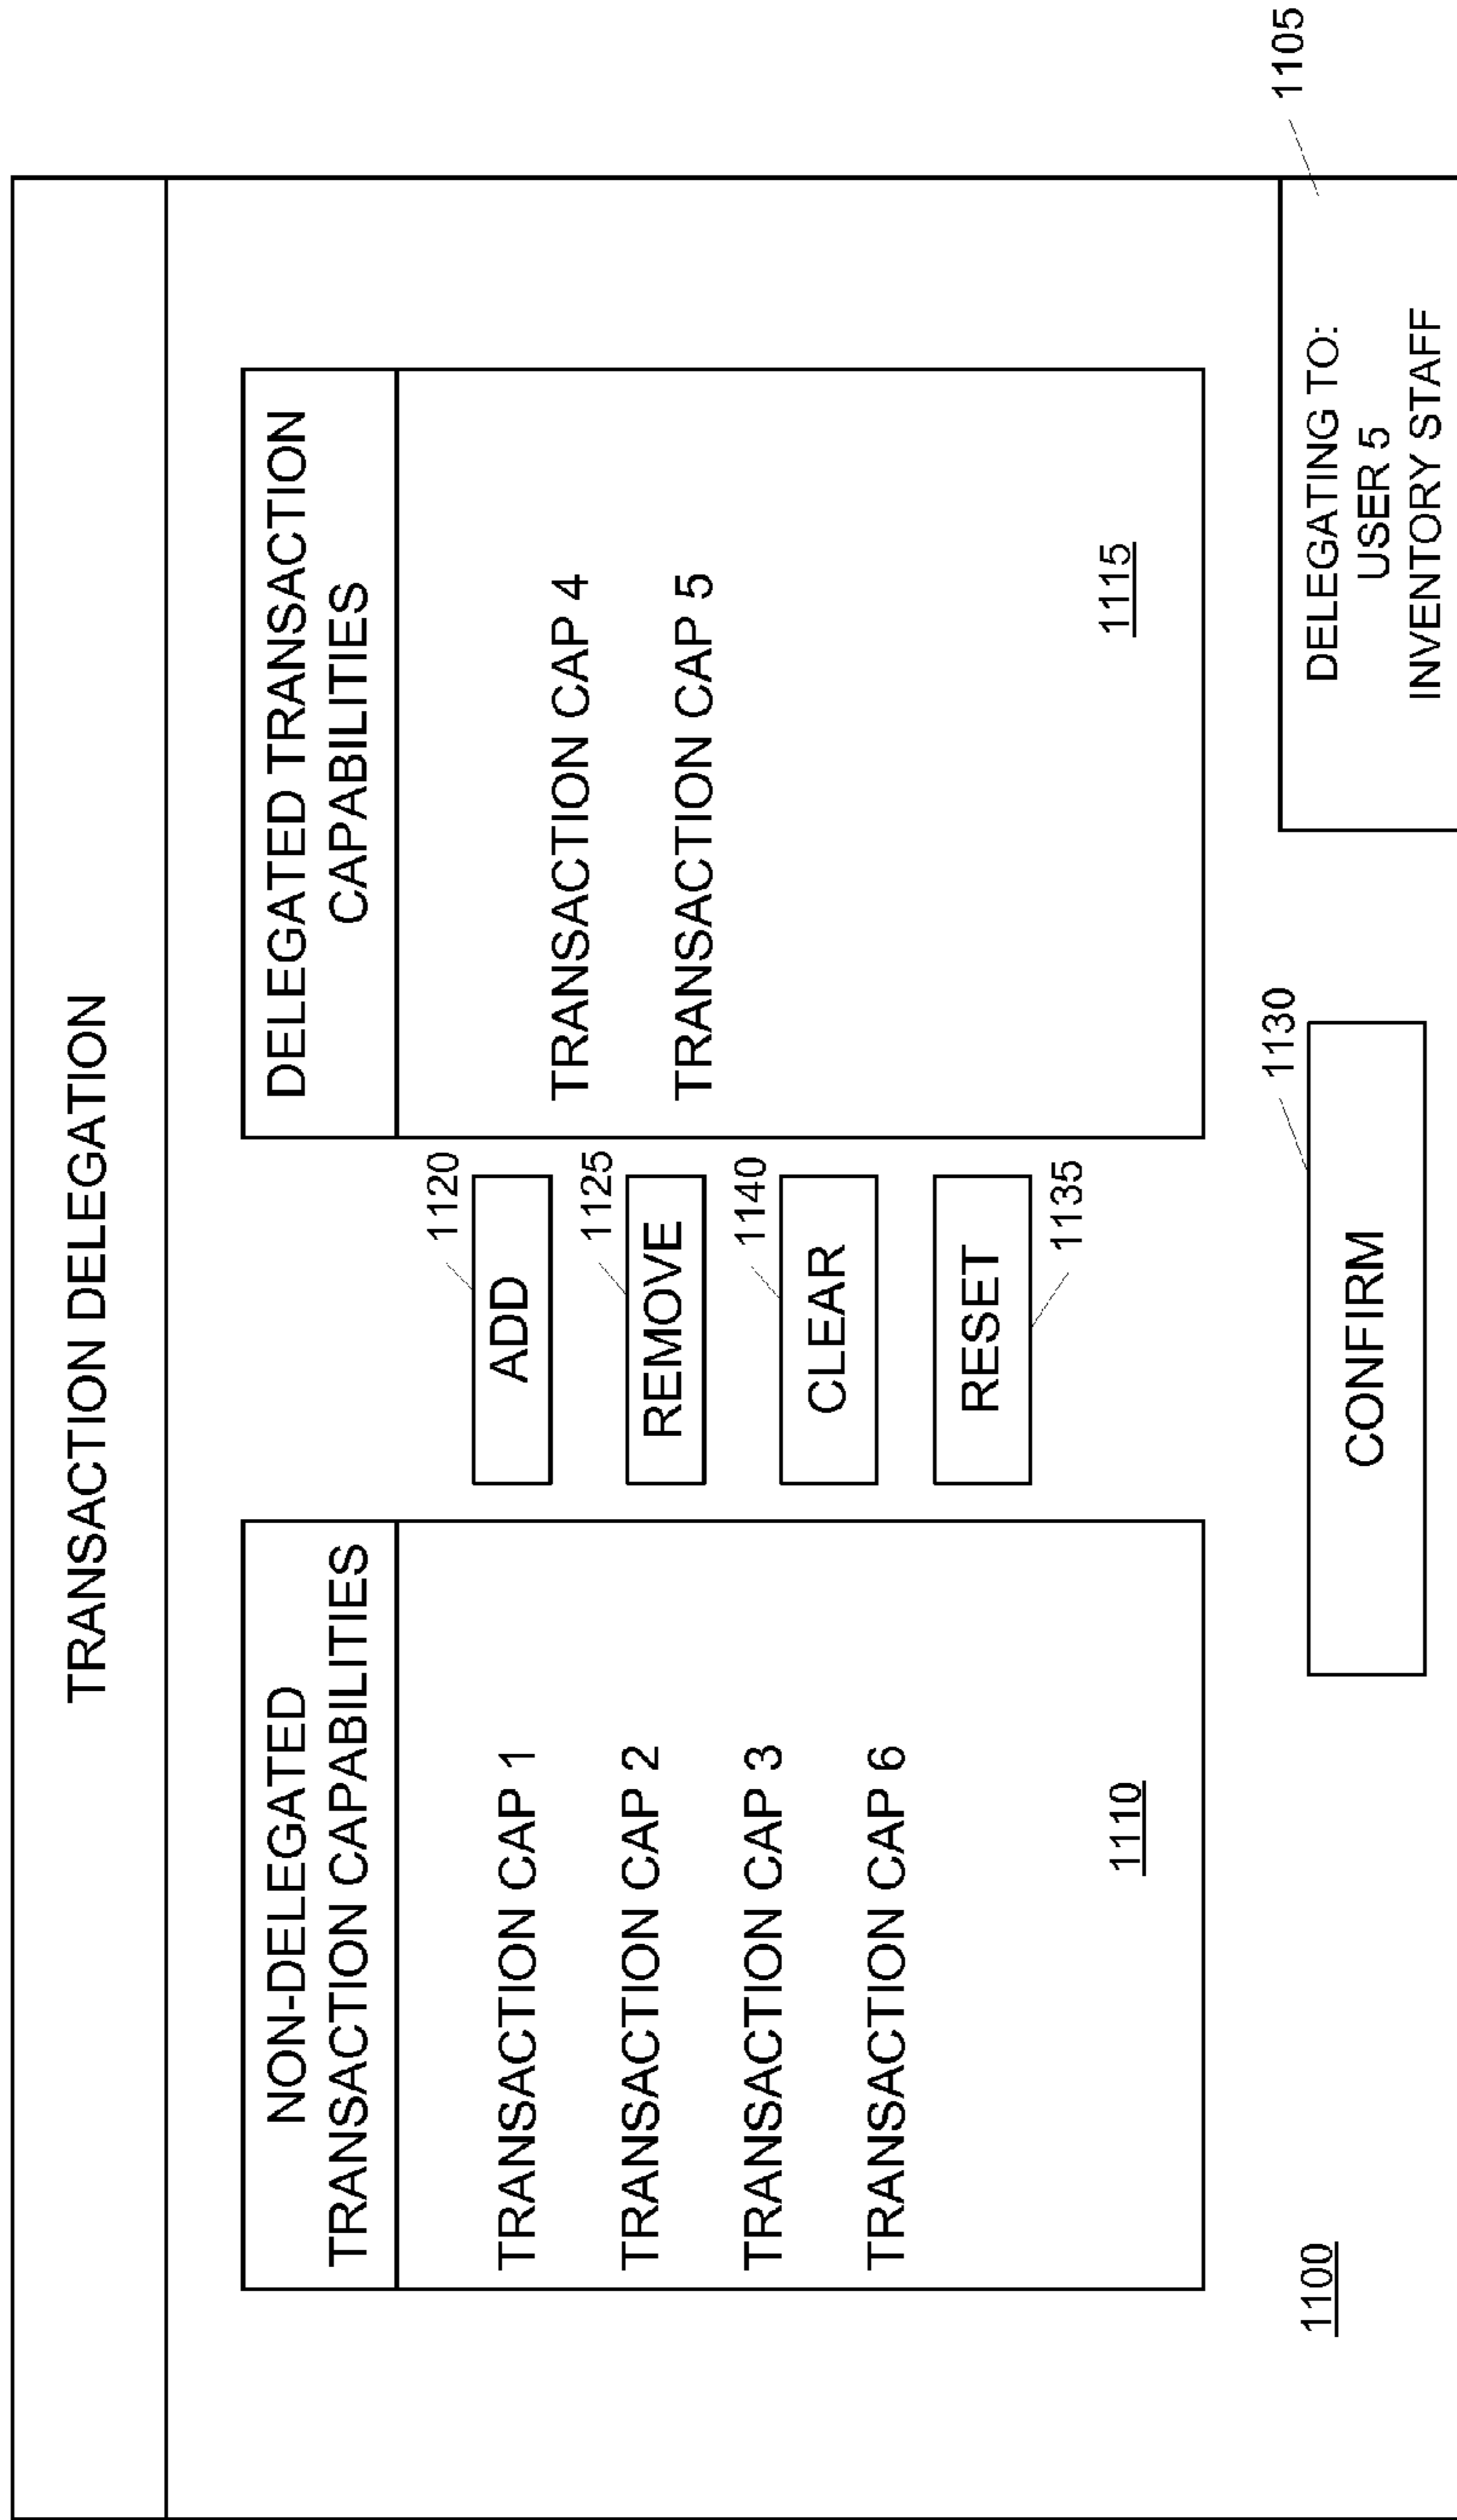 TRANSACTION DELEGATION
NON-DELEGATED
TRANSACTION CAPABILITIES
TRANSACTION CAP 1
TRANSACTION CAP 2
TRANSACTION CAP 3
TRANSACTION CAP 6
1110
1120
ADD
1125
REMOVE
1140
CLEAR
RESET
1135
DELEGATED TRANSACTION
CAPABILITIES
TRANSACTION CAP 4
TRANSACTION CAP 5
1115
1100
1130
CONFIRM
1105
DELEGATING TO:
USER 5
INVENTORY STAFF